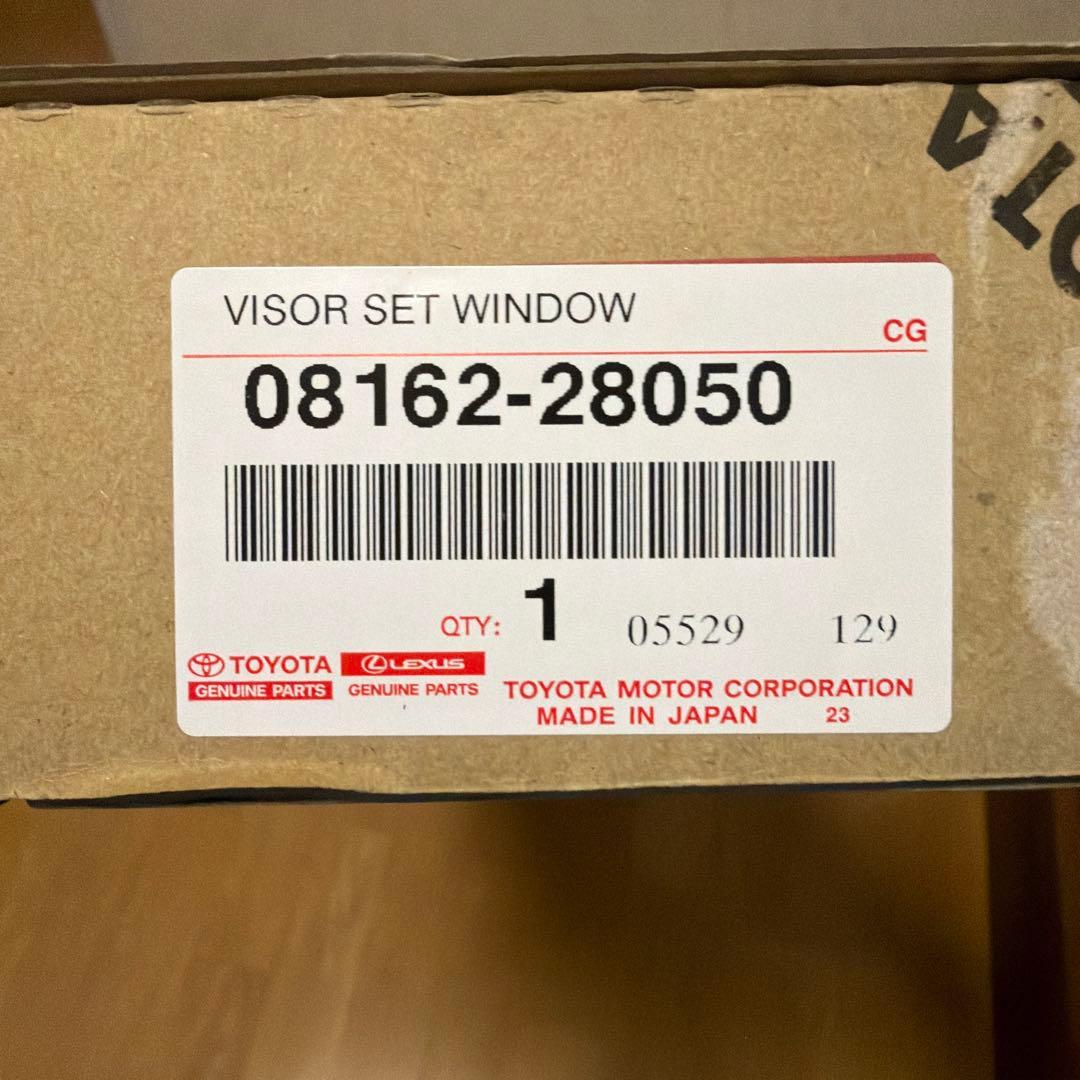 VISOR SET WINDOW
CG
08162-28050
QTY: 1 05529 129
TOYOTA LEXUS
GENUINE PARTS GENUINE PARTS TOYOTA MOTOR CORPORATION
MADE IN JAPAN 23
OTA